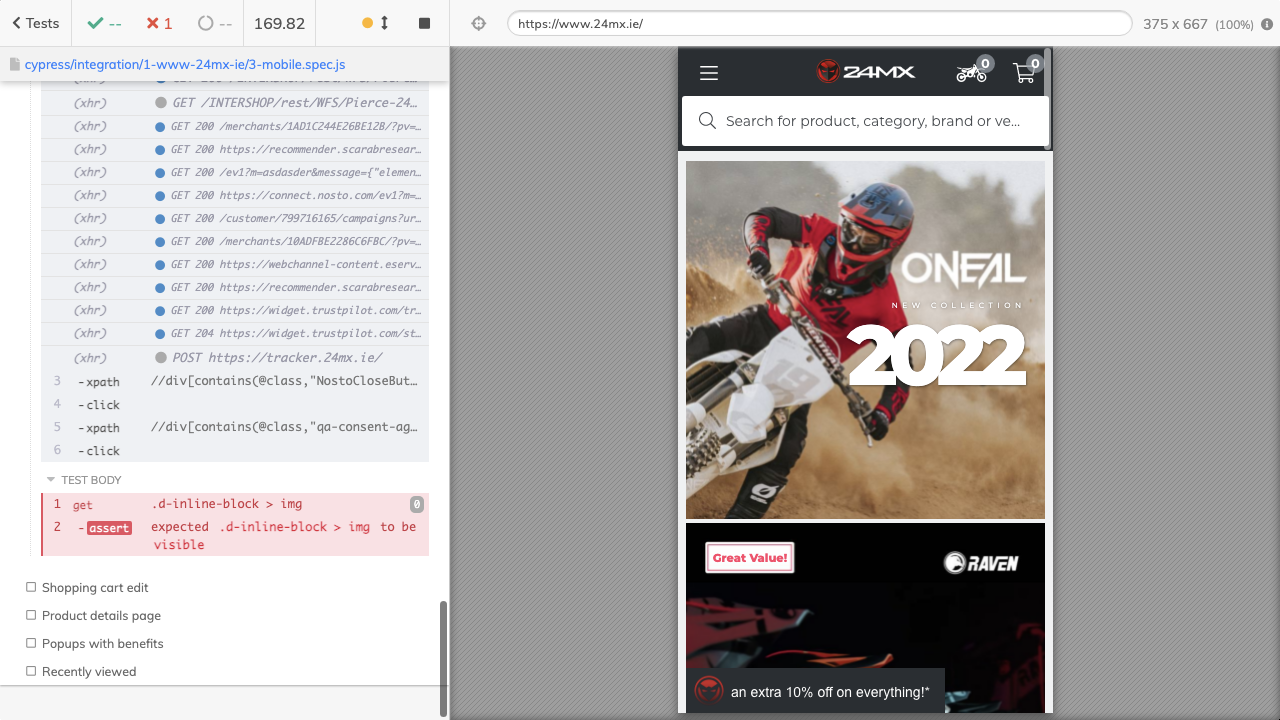 Tests
--
1
--
169.82
https://www.24mx.ie/
375 x 667 (100%)
cypress/integration/1-www-24mx-ie/3-mobile.spec.js
(xhr) GET /INTERSHOP/rest/WFS/Pierce-24…
(xhr) GET 200 /merchants/1AD1C244E26BE12B/?pv=…
(xhr) GET 200 https://recommender.scarabresear…
(xhr) GET 200 /ev1?m=asdasder&message={"elemen…
(xhr) GET 200 https://connect.nosto.com/ev1?m=…
(xhr) GET 200 /customer/799716165/campaigns?ur…
(xhr) GET 200 /merchants/10ADFBE2286C6FBC/?pv=…
(xhr) GET 200 https://webchannel-content.eserv…
(xhr) GET 200 https://recommender.scarabresear…
(xhr) GET 200 https://widget.trustpilot.com/tr…
(xhr) GET 204 https://widget.trustpilot.com/st…
(xhr) POST https://tracker.24mx.ie/
3 -xpath //div[contains(@class,"NostoCloseBut…
4 -click
5 -xpath //div[contains(@class,"qa-consent-ag…
6 -click
TEST BODY
1 get .d-inline-block > img 0
2 -assert expected .d-inline-block > img to be
visible
Shopping cart edit
Product details page
Popups with benefits
Recently viewed
24MX
0
0
Search for product, category, brand or ve...
O'NEAL
NEW COLLECTION
2022
Great Value!
RAVEN
an extra 10% off on everything!*